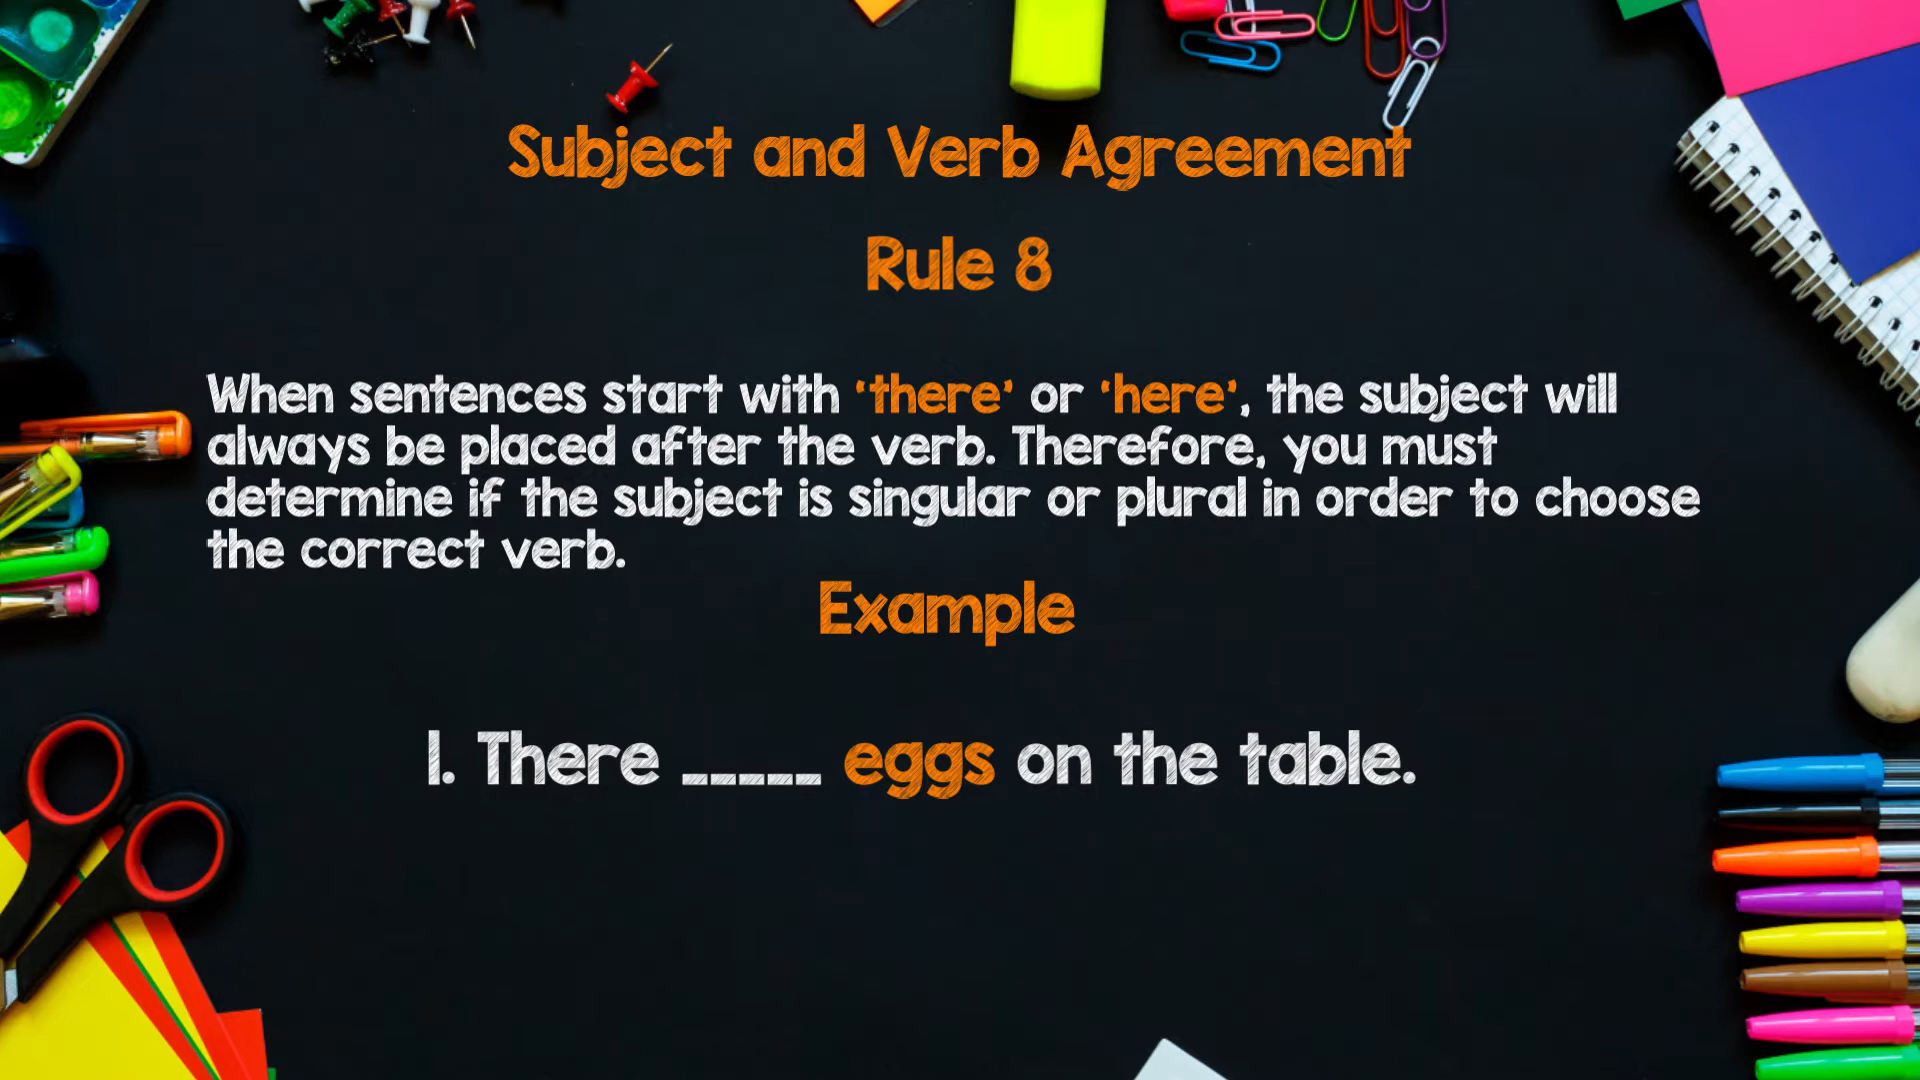 Subject and Verb Agreement
Rule 8
When sentences start with ‘there’ or ‘here’, the subject will
always be placed after the verb. Therefore, you must
determine if the subject is singular or plural in order to choose
the correct verb.
Example
1. There _____ eggs on the table.